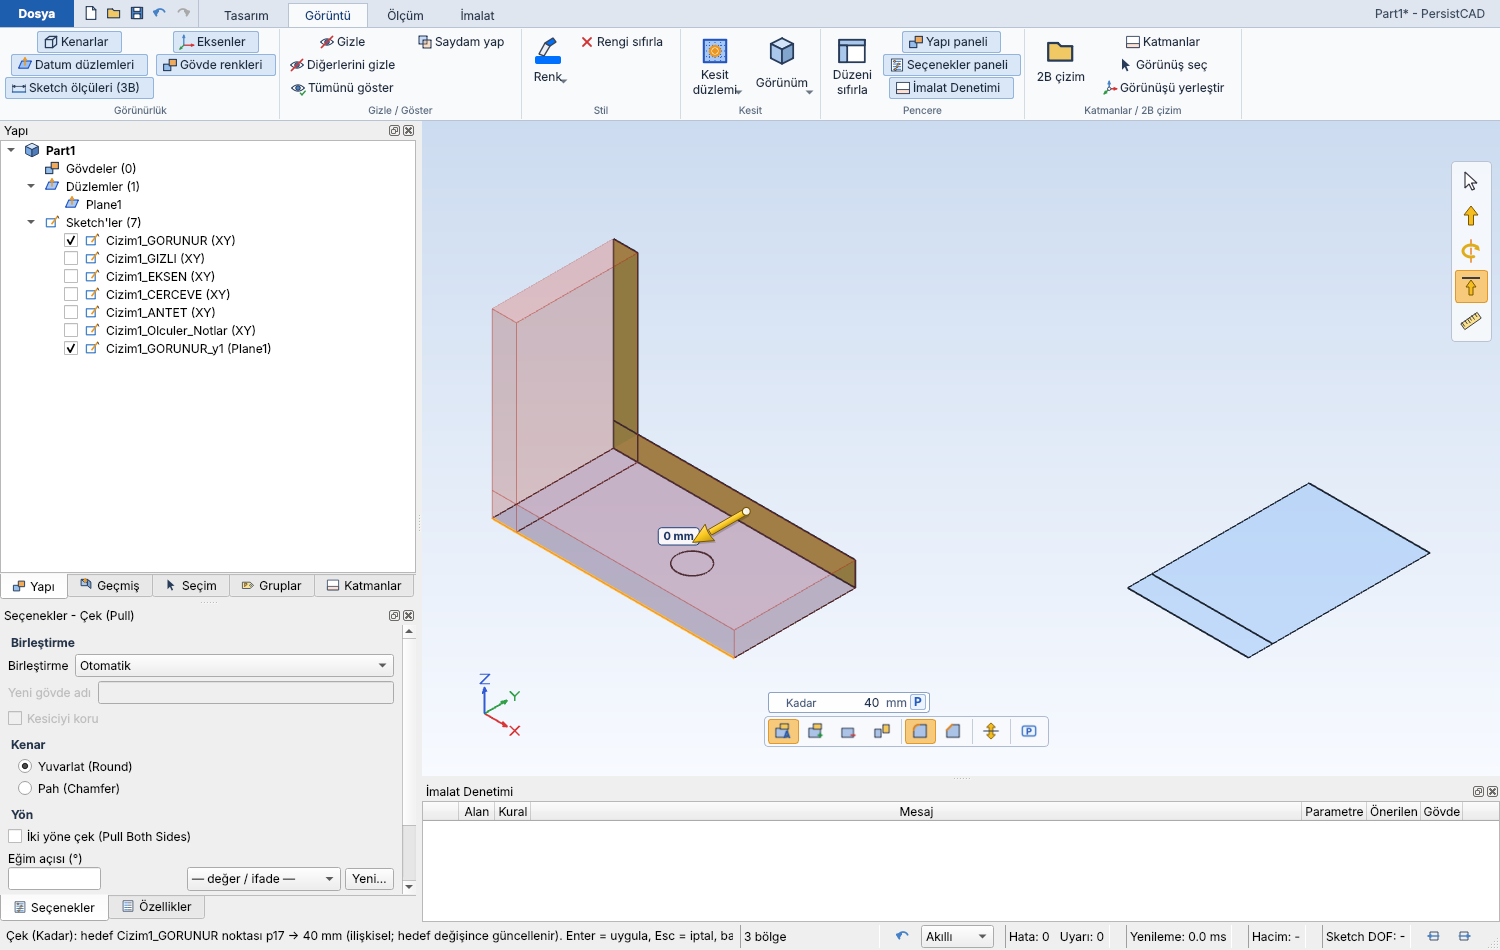 Dosya
Tasarım
Görüntü
Ölçüm
İmalat
Part1* - PersistCAD
Kenarlar
Eksenler
Datum düzlemleri
Gövde renkleri
Sketch ölçüleri (3B)
Görünürlük
Gizle
Saydam yap
Diğerlerini gizle
Tümünü göster
Gizle / Göster
Renk
Rengi sıfırla
Stil
Kesit düzlemi
Görünüm
Kesit
Düzeni sıfırla
Yapı paneli
Seçenekler paneli
İmalat Denetimi
Pencere
2B çizim
Katmanlar
Görünüş seç
Görünüşü yerleştir
Katmanlar / 2B çizim
Yapı
Part1
Gövdeler (0)
Düzlemler (1)
Plane1
Sketch'ler (7)
Cizim1_GORUNUR (XY)
Cizim1_GIZLI (XY)
Cizim1_EKSEN (XY)
Cizim1_CERCEVE (XY)
Cizim1_ANTET (XY)
Cizim1_Olculer_Notlar (XY)
Cizim1_GORUNUR_y1 (Plane1)
Yapı
Geçmiş
Seçim
Gruplar
Katmanlar
Seçenekler - Çek (Pull)
Birleştirme
Birleştirme
Otomatik
Yeni gövde adı
Kesiciyi koru
Kenar
Yuvarlat (Round)
Pah (Chamfer)
Yön
İki yöne çek (Pull Both Sides)
Eğim açısı (°)
— değer / ifade —
Yeni...
Seçenekler
Özellikler
0 mm
Z
Y
X
Kadar 40 mm P
A
P
İmalat Denetimi
Alan
Kural
Mesaj
Parametre
Önerilen
Gövde
Çek (Kadar): hedef Cizim1_GORUNUR noktası p17 → 40 mm (ilişkisel; hedef değişince güncellenir). Enter = uygula, Esc = iptal, ba
3 bölge
Akıllı
Hata: 0
Uyarı: 0
Yenileme: 0.0 ms
Hacim: -
Sketch DOF: -